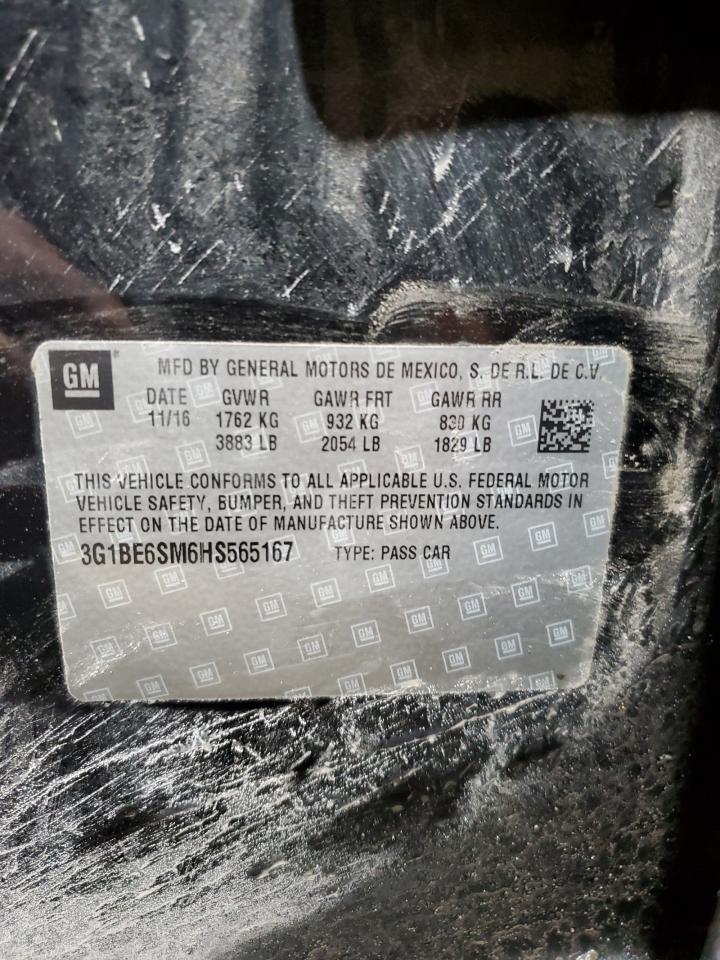 GM
MFD BY GENERAL MOTORS DE MEXICO, S. DE R.L. DE C.V.
DATE GVWR GAWR FRT GAWR RR
11/16 1762 KG 932 KG 830 KG
3883 LB 2054 LB 1829 LB
THIS VEHICLE CONFORMS TO ALL APPLICABLE U.S. FEDERAL MOTOR
VEHICLE SAFETY, BUMPER, AND THEFT PREVENTION STANDARDS IN
EFFECT ON THE DATE OF MANUFACTURE SHOWN ABOVE.
3G1BE6SM6HS565167 TYPE: PASS CAR